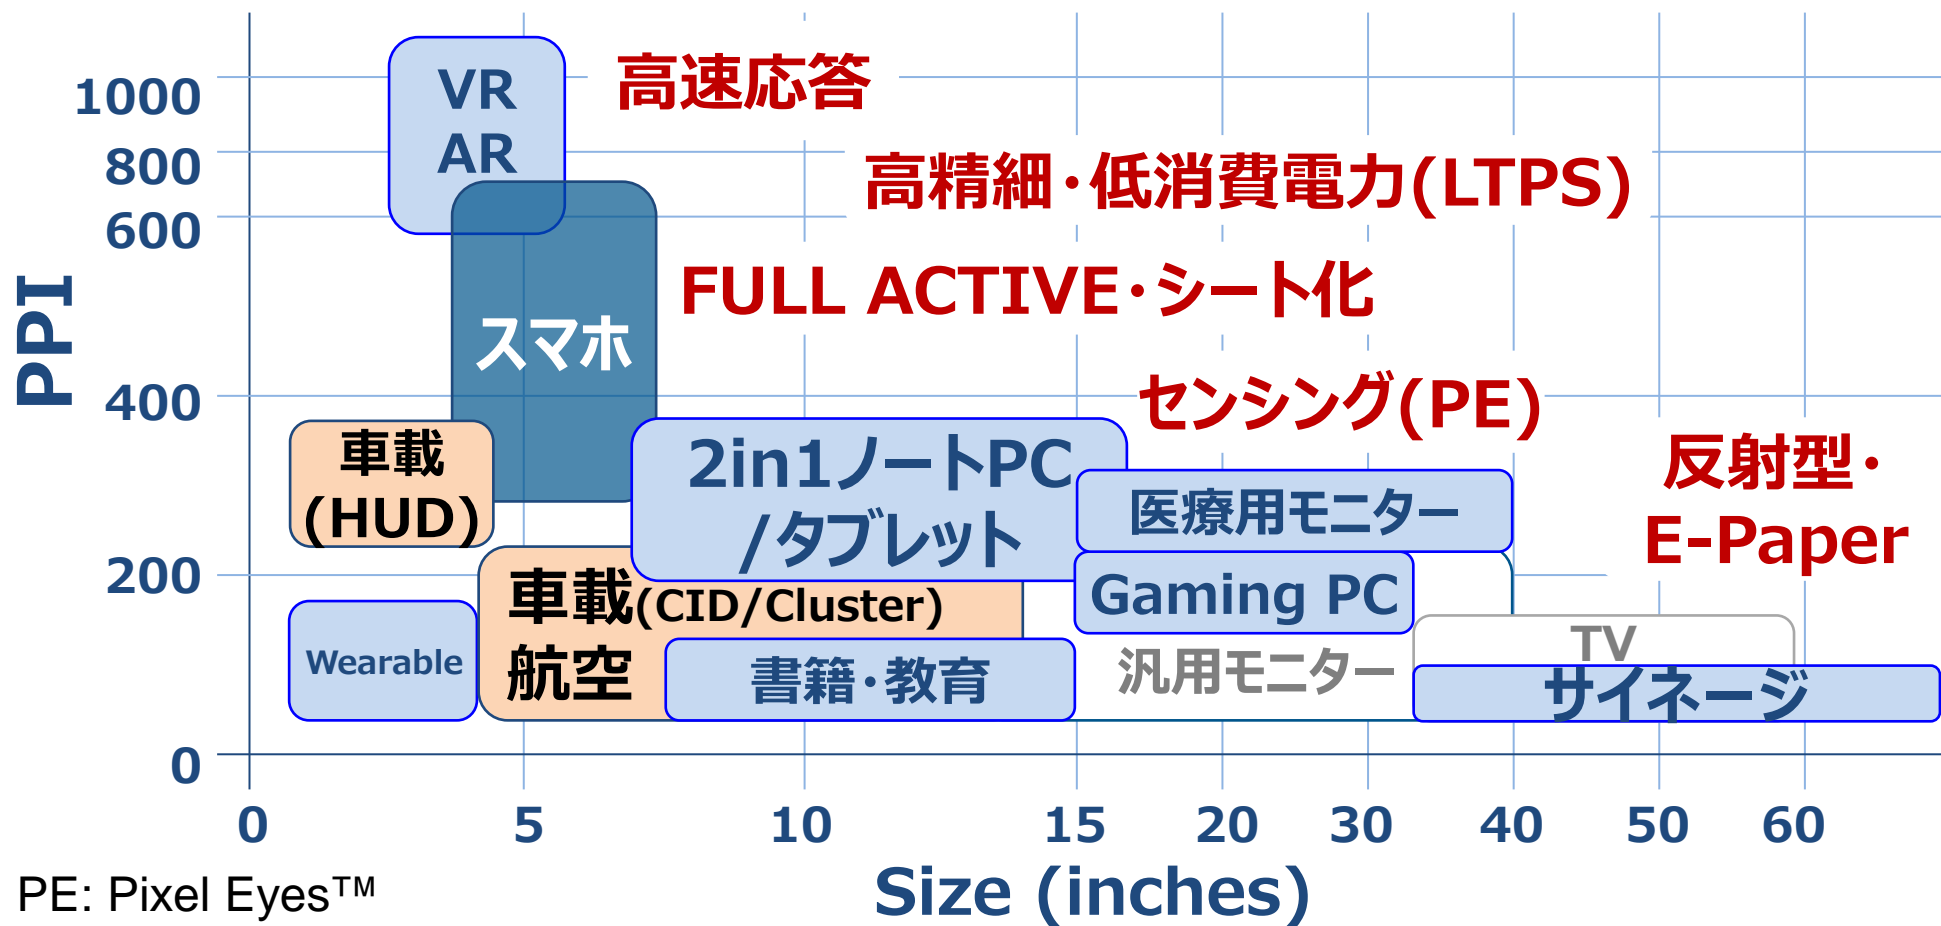 VR
AR
高速応答
高精細・低消費電力(LTPS)
FULL ACTIVE・シート化
スマホ
センシング(PE)
反射型・
E-Paper
車載
(HUD)
2in1ノートPC
/タブレット
医療用モニター
Gaming PC
車載(CID/Cluster)
航空
Wearable
書籍・教育
汎用モニター
TV
サイネージ
PPI
1000
800
600
400
200
0
0 5 10 15 20 30 40 50 60
Size (inches)
PE: Pixel Eyes™